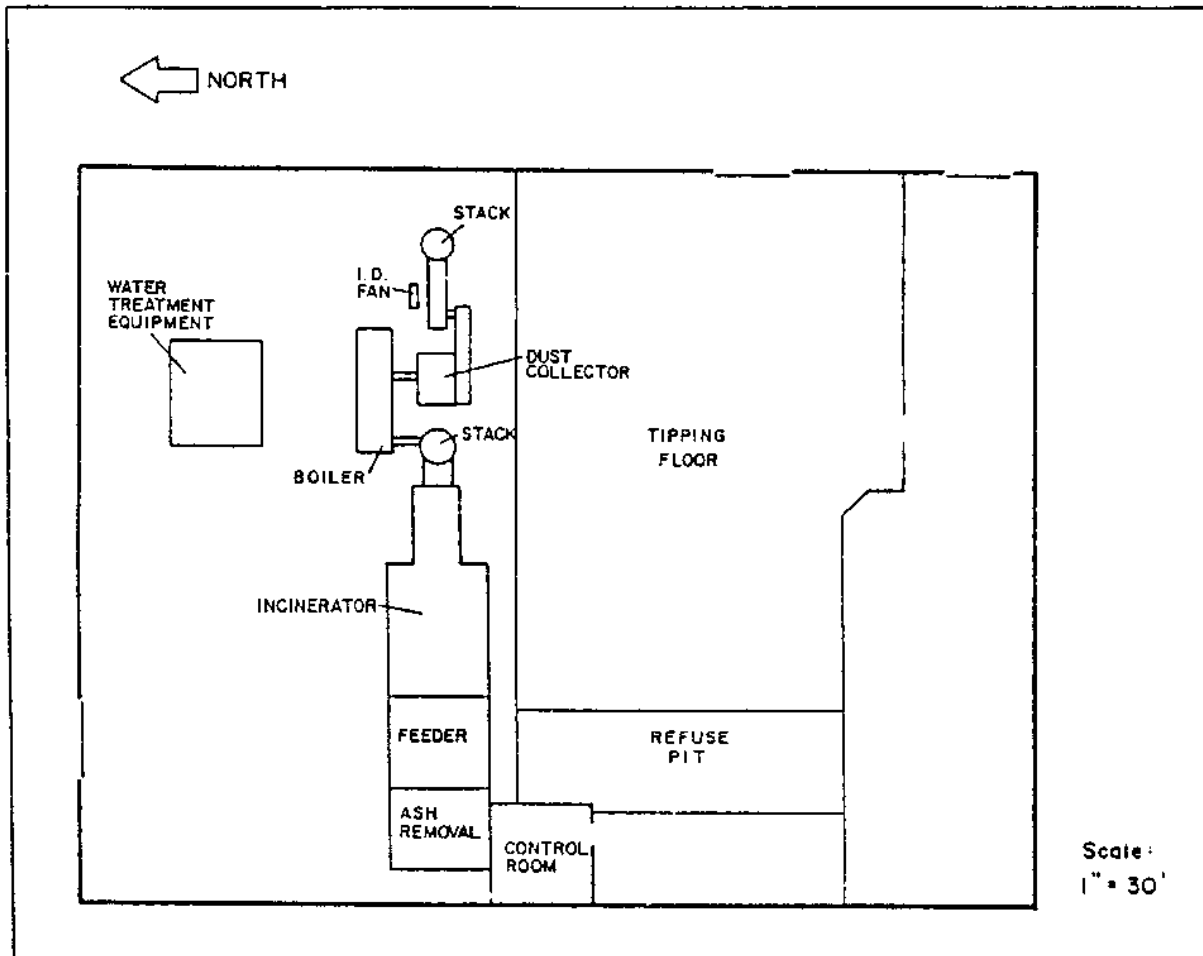 NORTH
STACK
I. D.
FAN
WATER
TREATMENT
EQUIPMENT
DUST
COLLECTOR
STACK
TIPPING
FLOOR
BOILER
INCINERATOR
FEEDER
REFUSE
PIT
ASH
REMOVAL
CONTROL
ROOM
Scale:
1" = 30'